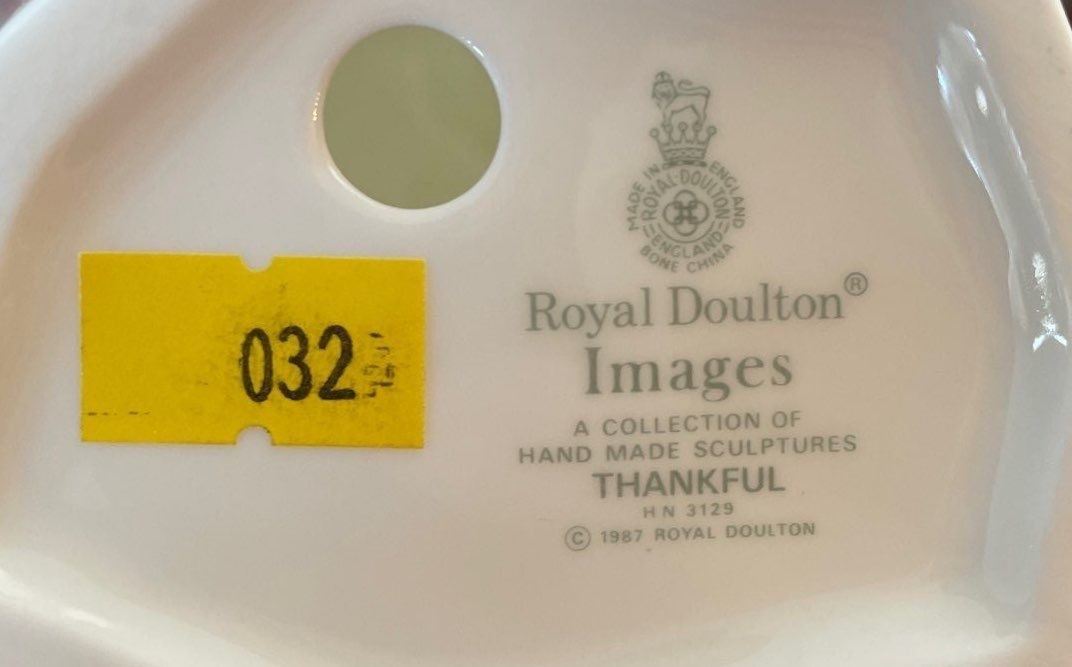 032
MADE IN ENGLAND
ROYAL·DOULTON
ENGLAND
BONE CHINA
Royal Doulton®
Images
A COLLECTION OF
HAND MADE SCULPTURES
THANKFUL
HN 3129
© 1987 ROYAL DOULTON